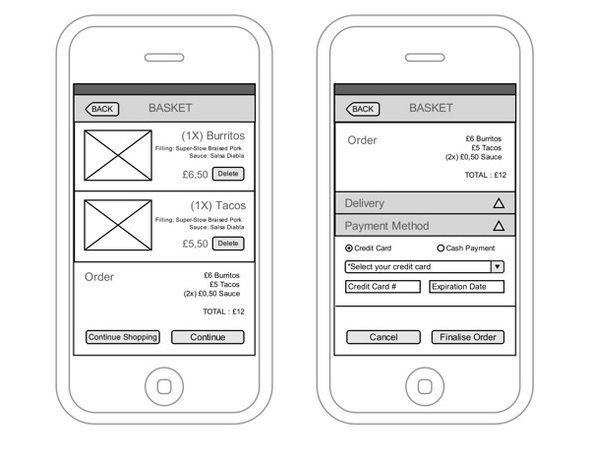 BACK
BASKET
(1X) Burritos
Filling: Super-Slow Braised Pork
Sauce: Salsa Diabla
£6,50
Delete
(1X) Tacos
Filling: Super-Slow Braised Pork
Sauce: Salsa Diabla
£5,50
Delete
Order
£6 Burritos
£5 Tacos
(2x) £0,50 Sauce
TOTAL : £12
Continue Shopping
Continue
BACK
BASKET
Order
£6 Burritos
£5 Tacos
(2x) £0,50 Sauce
TOTAL : £12
Delivery
Payment Method
Credit Card
Cash Payment
*Select your credit card
Credit Card #
Expiration Date
Cancel
Finalise Order